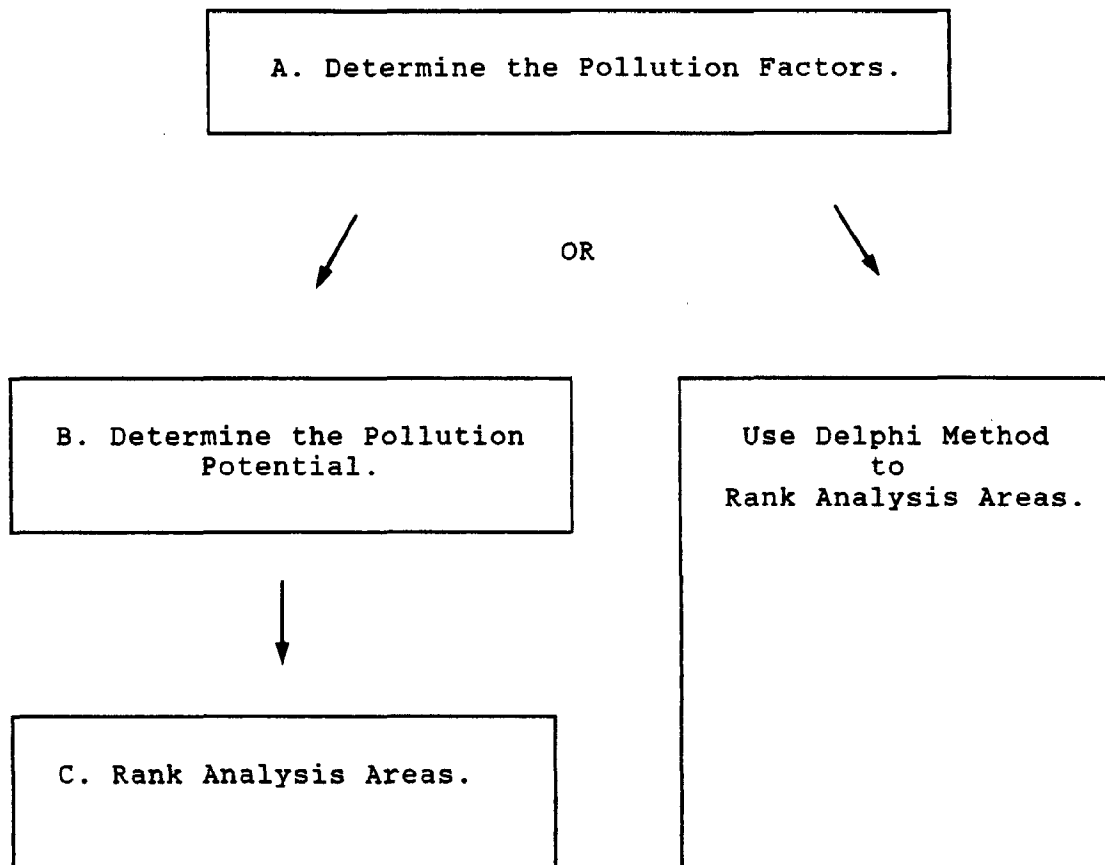 A. Determine the Pollution Factors.
OR
B. Determine the Pollution
Potential.
Use Delphi Method
to
Rank Analysis Areas.
C. Rank Analysis Areas.